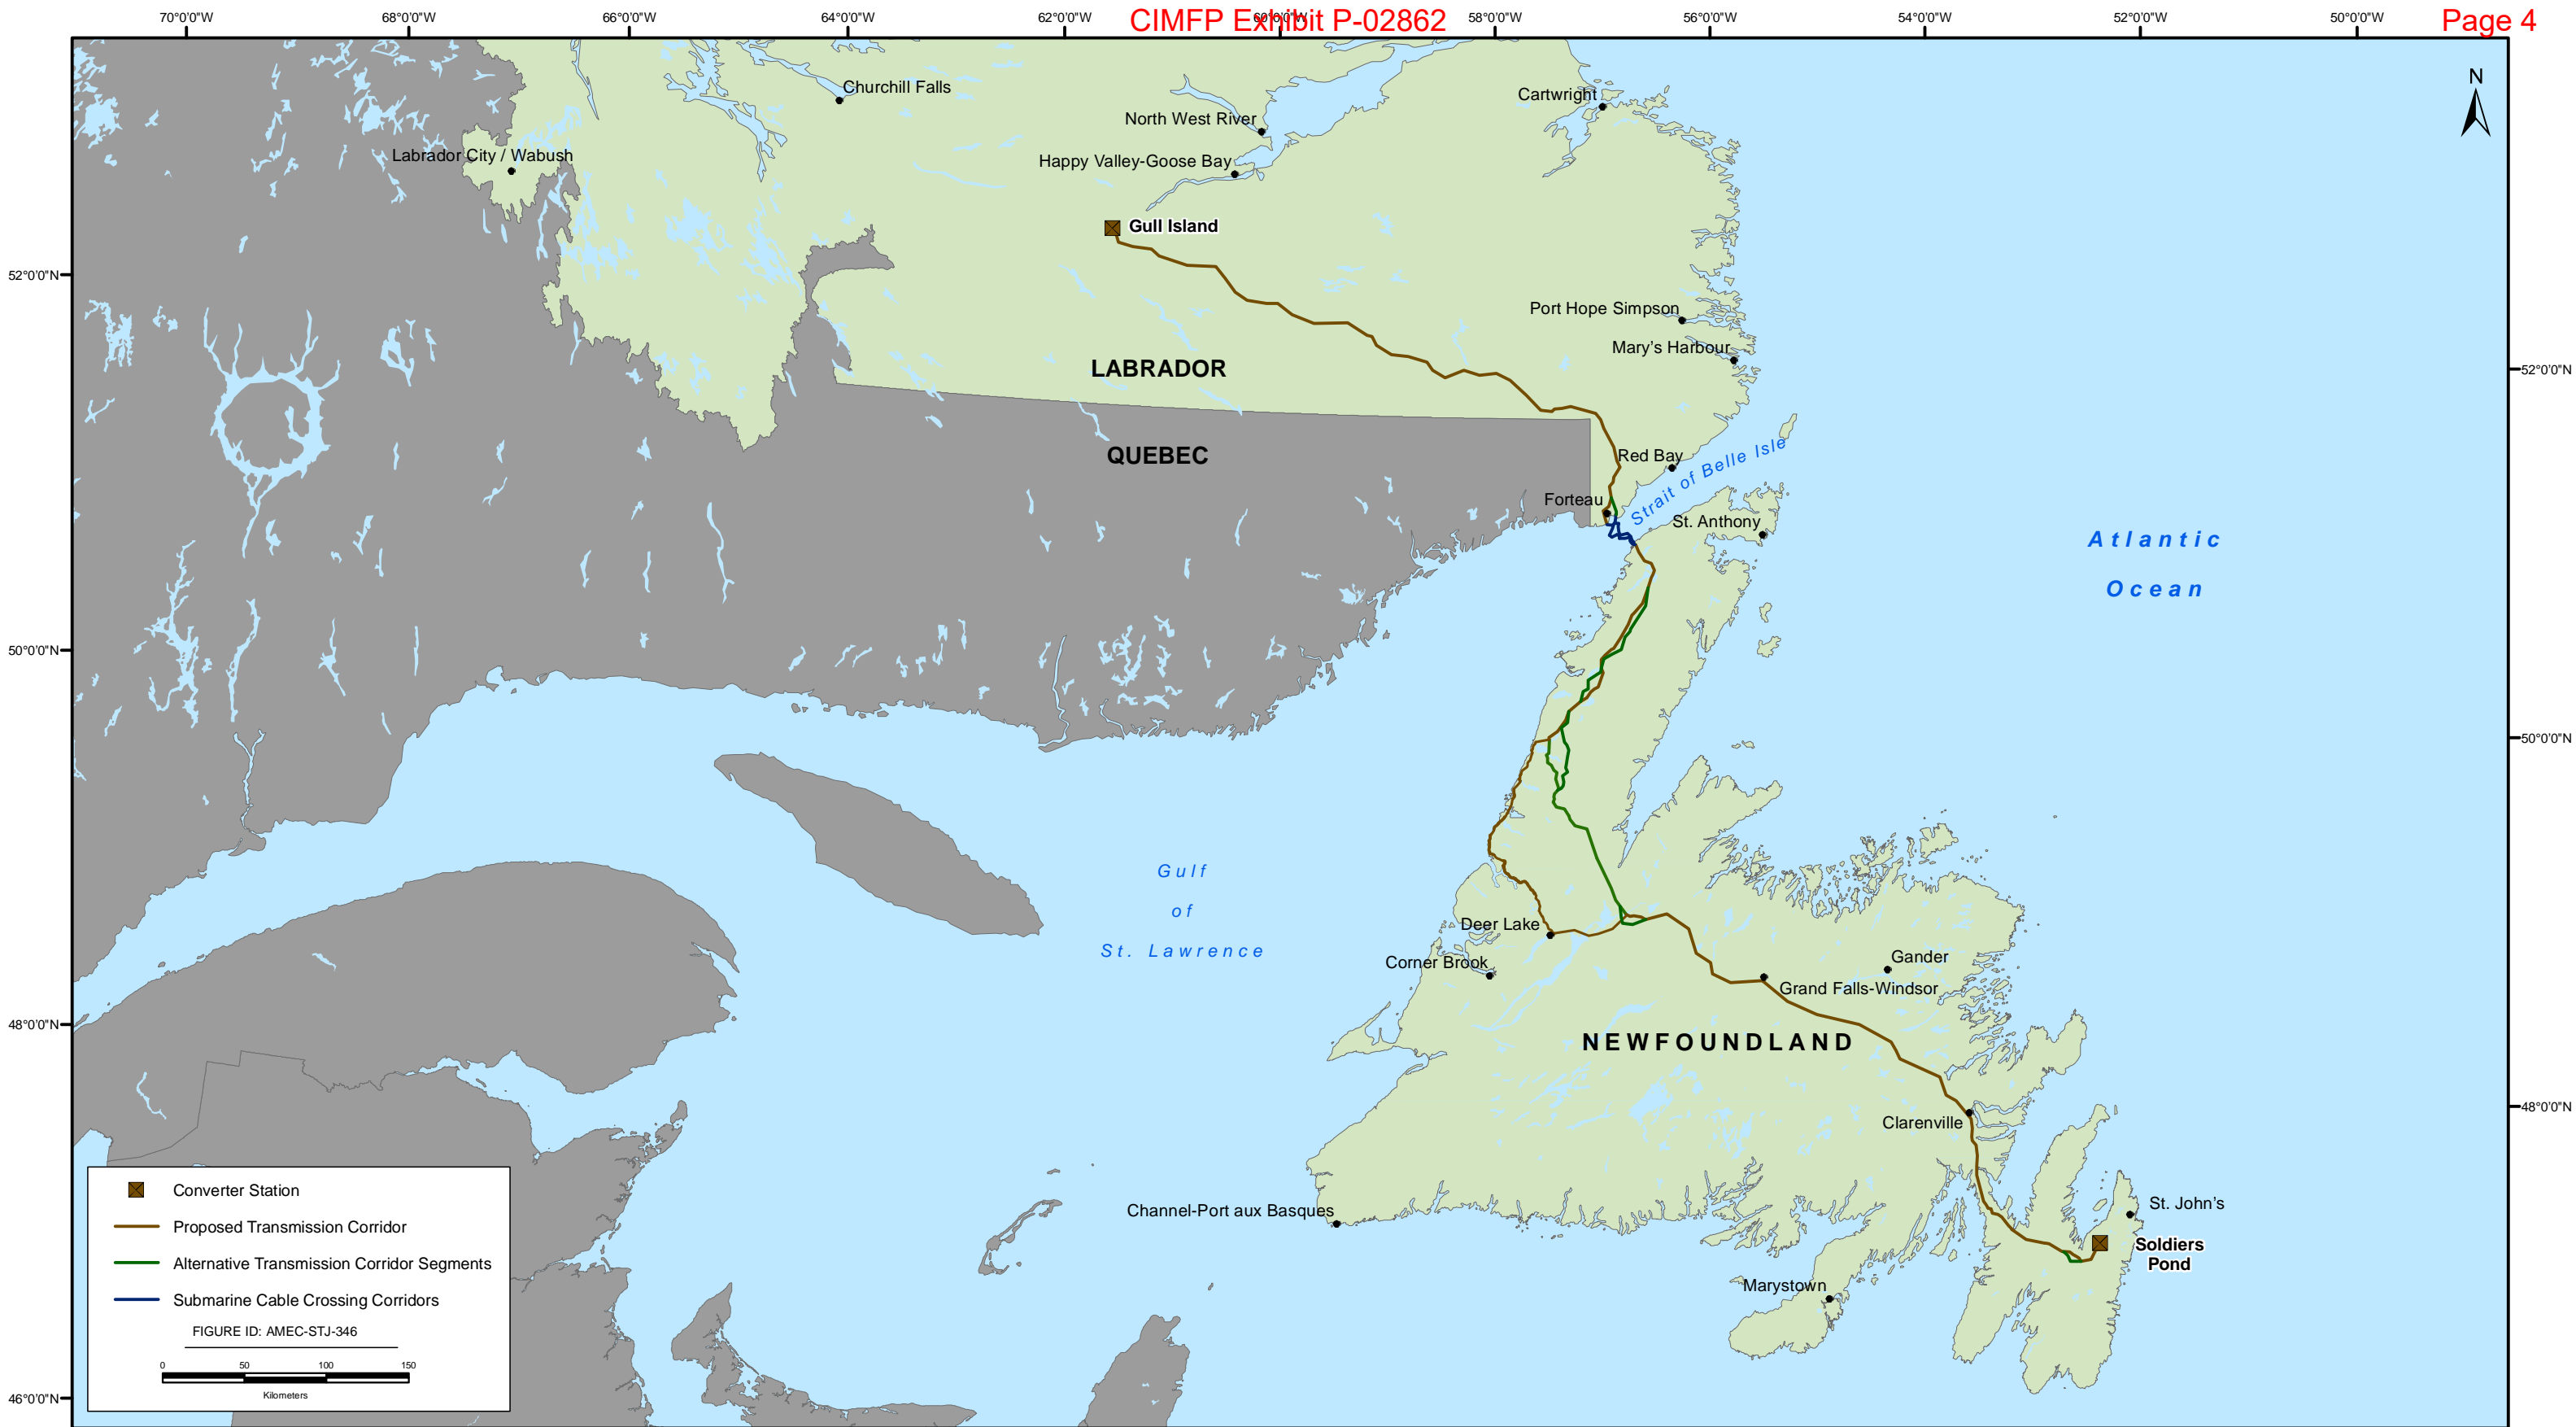 CIMFP Exhibit P-02862
Page 4
70°0'0"W
68°0'0"W
66°0'0"W
64°0'0"W
62°0'0"W
60°0'0"W
58°0'0"W
56°0'0"W
54°0'0"W
52°0'0"W
50°0'0"W
N
Churchill Falls
Cartwright
North West River
Labrador City / Wabush
Happy Valley-Goose Bay
Gull Island
52°0'0"N
Port Hope Simpson
Mary's Harbour
LABRADOR
52°0'0"N
QUEBEC
Red Bay
Strait of Belle Isle
Forteau
St. Anthony
Atlantic
Ocean
50°0'0"N
50°0'0"N
Gulf
of
St. Lawrence
Deer Lake
Corner Brook
Gander
Grand Falls-Windsor
48°0'0"N
NEWFOUNDLAND
48°0'0"N
Clarenville
Channel-Port aux Basques
St. John's
Soldiers
Pond
Marystown
Converter Station
Proposed Transmission Corridor
Alternative Transmission Corridor Segments
Submarine Cable Crossing Corridors
FIGURE ID: AMEC-STJ-346
0 50 100 150
Kilometers
46°0'0"N